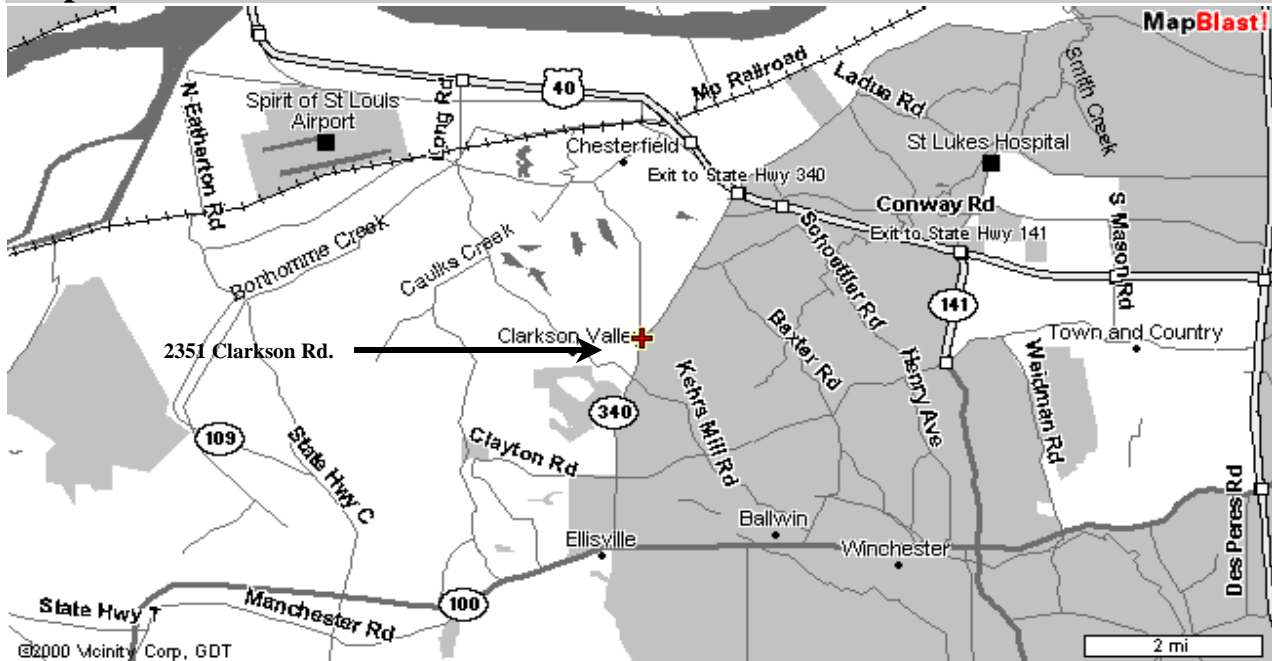 MapBlast!
Smith Creek
Mp Railroad
Ladue Rd
40
N Eatherton Rd
Spirit of St Louis
Airport
Long Rd
St Lukes Hospital
Chesterfield
Exit to State Hwy 340
Conway Rd
S Mason Rd
Schoettler Rd
Exit to State Hwy 141
Bonhomme Creek
Caulks Creek
141
Baxter Rd
Town and Country
Clarkson Valle
2351 Clarkson Rd.
Kehrs Mill Rd
Henry Ave
Weidman Rd
340
109
State Hwy C
Clayton Rd
Des Peres Rd
Ballwin
Ellisville
Winchester
100
State Hwy T
Manchester Rd
©2000 Vicinity Corp, GDT
2 mi